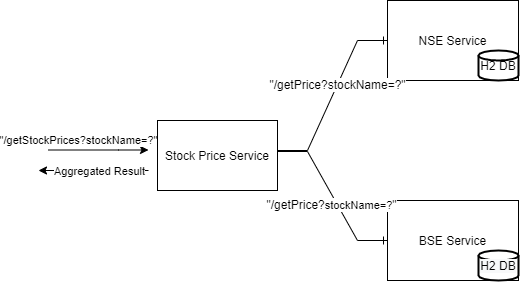 NSE Service
H2 DB
"/getPrice?stockName=?"
"/getStockPrices?stockName=?"
Stock Price Service
Aggregated Result
"/getPrice?stockName=?"
BSE Service
H2 DB